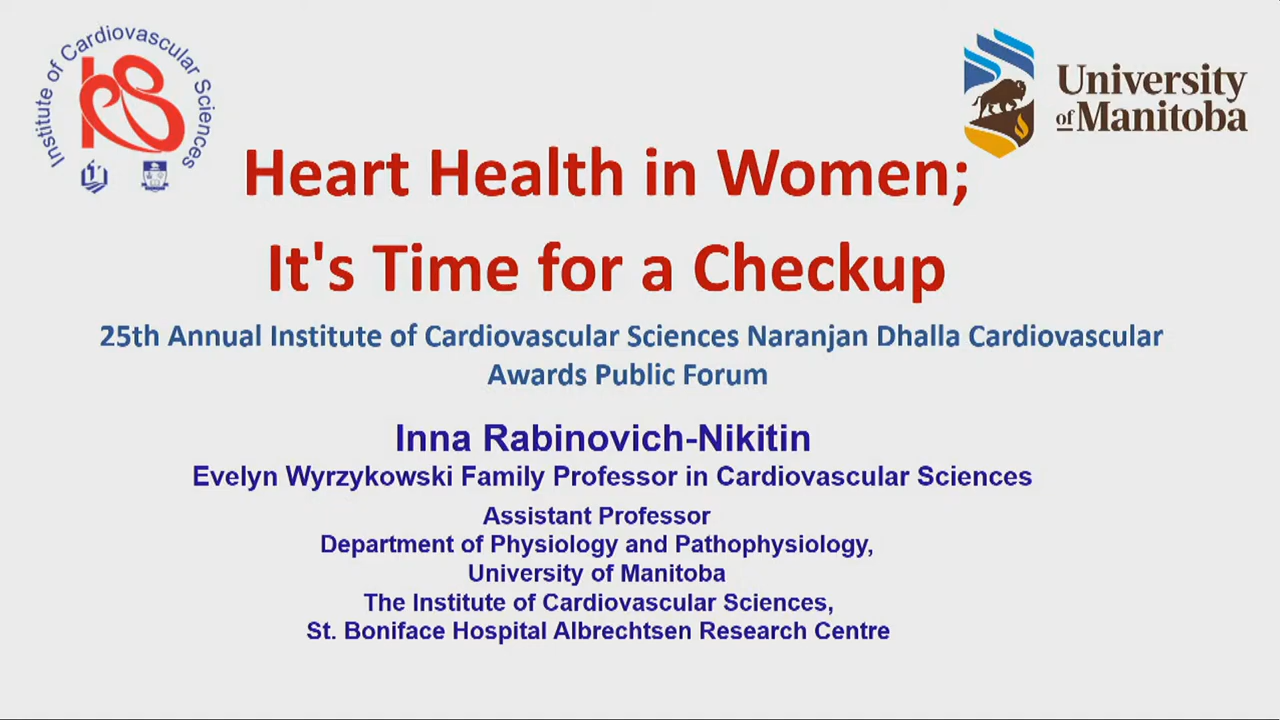 Institute of Cardiovascular Sciences
University
of Manitoba
Heart Health in Women;
It's Time for a Checkup
25th Annual Institute of Cardiovascular Sciences Naranjan Dhalla Cardiovascular
Awards Public Forum
Inna Rabinovich-Nikitin
Evelyn Wyrzykowski Family Professor in Cardiovascular Sciences
Assistant Professor
Department of Physiology and Pathophysiology,
University of Manitoba
The Institute of Cardiovascular Sciences,
St. Boniface Hospital Albrechtsen Research Centre